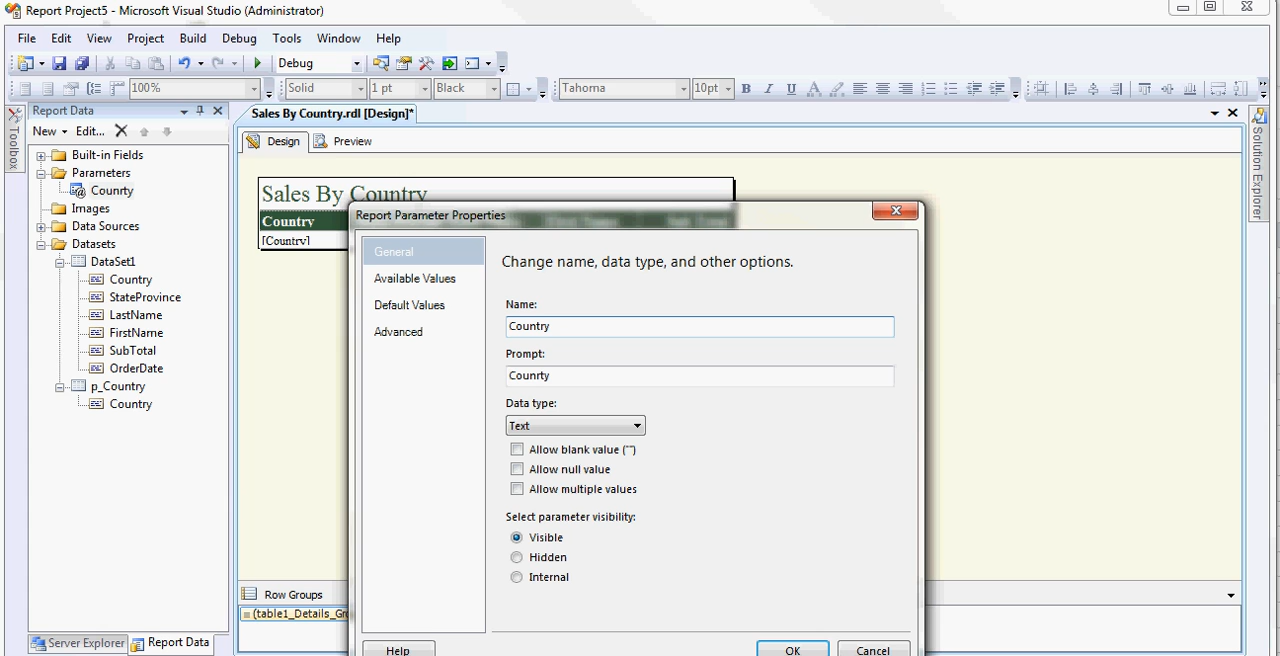 Report Project5 - Microsoft Visual Studio (Administrator)
File Edit View Project Build Debug Tools Window Help
Debug
100% Solid 1 pt Black Tahoma 10pt B I U
Toolbox
Report Data
New Edit...
Built-in Fields
Parameters
Counrty
Images
Data Sources
Datasets
DataSet1
Country
StateProvince
LastName
FirstName
SubTotal
OrderDate
p_Country
Country
Server Explorer Report Data
Sales By Country.rdl [Design]*
Design Preview
Sales By Country
Country
[Country]
Report Parameter Properties
General
Available Values
Default Values
Advanced
Change name, data type, and other options.
Name:
Country
Prompt:
Counrty
Data type:
Text
Allow blank value ("")
Allow null value
Allow multiple values
Select parameter visibility:
Visible
Hidden
Internal
Help OK Cancel
Row Groups
(table1_Details_Gr
Solution Explorer